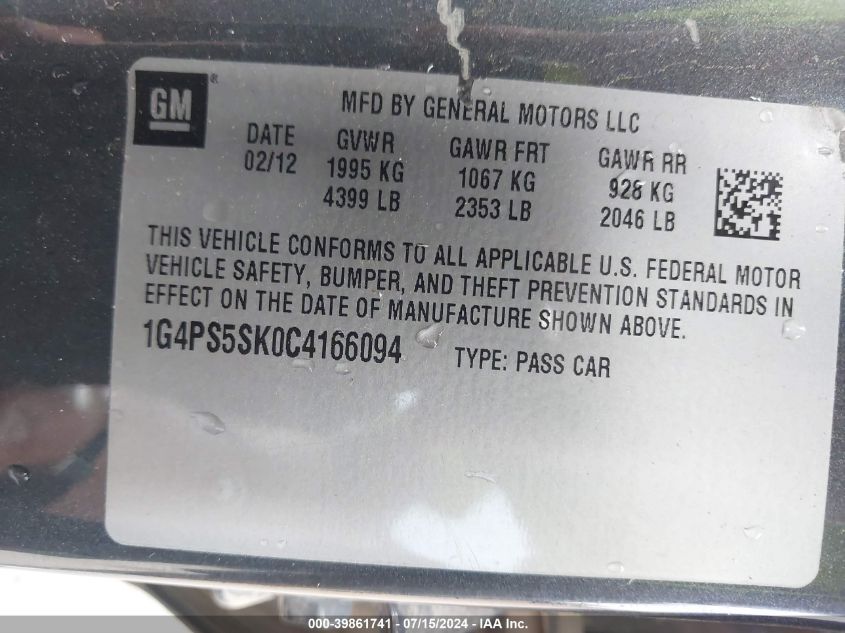 GM ®
MFD BY GENERAL MOTORS LLC
DATE GVWR GAWR FRT GAWR RR
02/12 1995 KG 1067 KG 928 KG
4399 LB 2353 LB 2046 LB
THIS VEHICLE CONFORMS TO ALL APPLICABLE U.S. FEDERAL MOTOR
VEHICLE SAFETY, BUMPER, AND THEFT PREVENTION STANDARDS IN
EFFECT ON THE DATE OF MANUFACTURE SHOWN ABOVE.
1G4PS5SK0C4166094 TYPE: PASS CAR
000-39861741 - 07/15/2024 - IAA Inc.